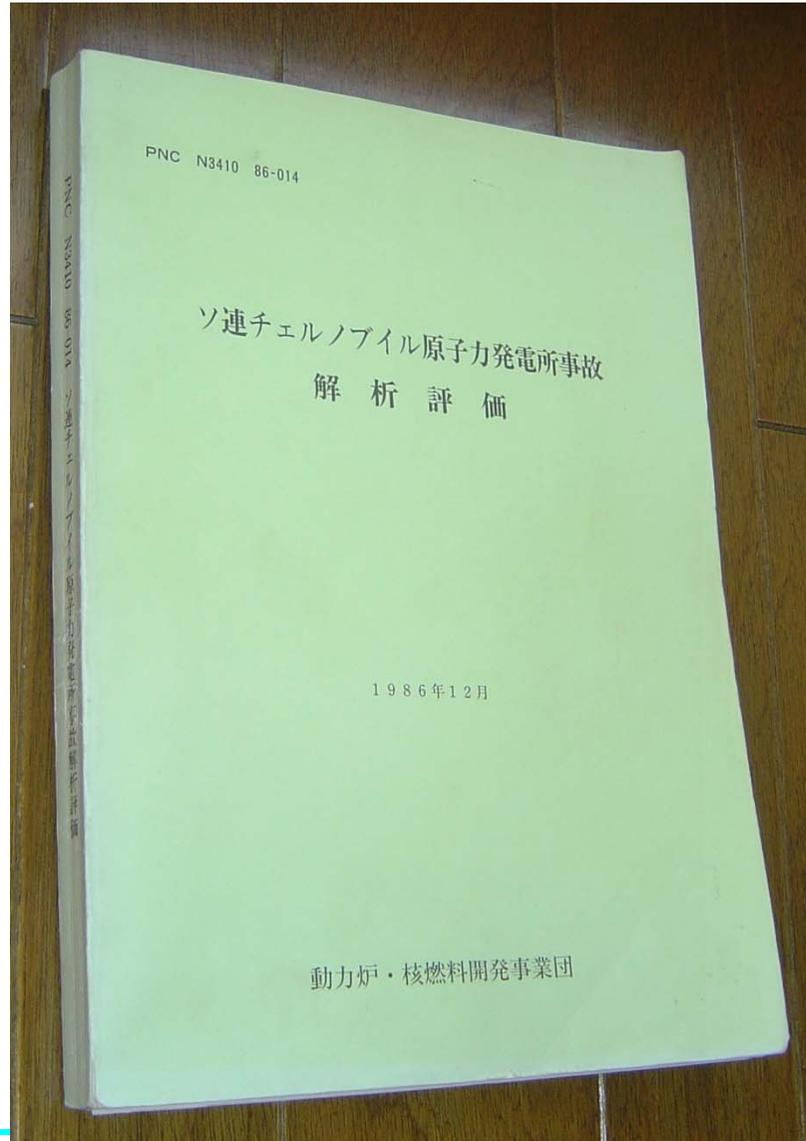 PNC N3410 86-014
ソ連チェルノブイル原子力発電所事故
解析評価
1986年12月
動力炉・核燃料開発事業団
PNC N3410 86 014 ソ連チェルノブイル原子力発電所事故解析評価